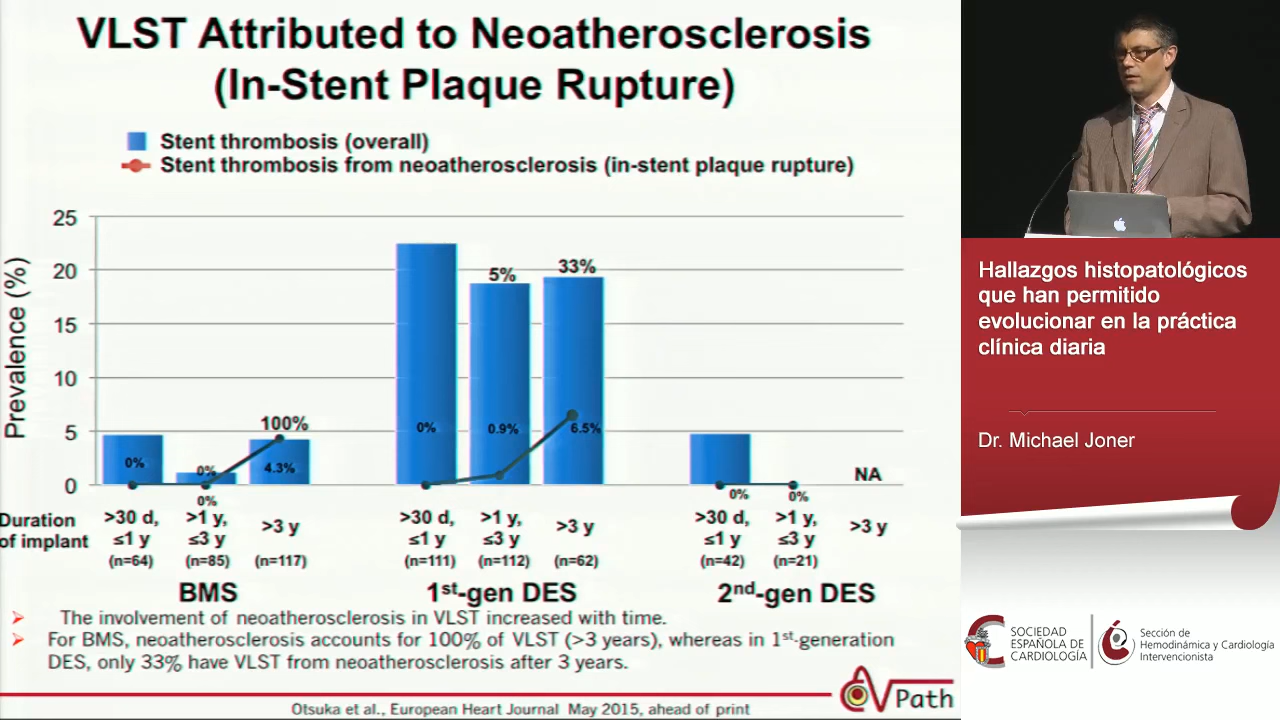 VLST Attributed to Neoatherosclerosis
(In-Stent Plaque Rupture)
Stent thrombosis (overall)
Stent thrombosis from neoatherosclerosis (in-stent plaque rupture)
Prevalence (%)
25
20
15
10
5
0
0%
0%
0%
100%
4.3%
0%
5%
0.9%
33%
6.5%
0%
0%
NA
Duration
of implant
>30 d,
≤1 y
(n=64)
>1 y,
≤3 y
(n=85)
>3 y
(n=117)
>30 d,
≤1 y
(n=111)
>1 y,
≤3 y
(n=112)
>3 y
(n=62)
>30 d,
≤1 y
(n=42)
>1 y,
≤3 y
(n=21)
>3 y
BMS
1st-gen DES
2nd-gen DES
The involvement of neoatherosclerosis in VLST increased with time.
For BMS, neoatherosclerosis accounts for 100% of VLST (>3 years), whereas in 1st-generation
DES, only 33% have VLST from neoatherosclerosis after 3 years.
CV Path
Otsuka et al., European Heart Journal May 2015, ahead of print
Hallazgos histopatológicos
que han permitido
evolucionar en la práctica
clínica diaria
Dr. Michael Joner
SOCIEDAD
ESPAÑOLA DE
CARDIOLOGÍA
Sección de
Hemodinámica y Cardiología
Intervencionista